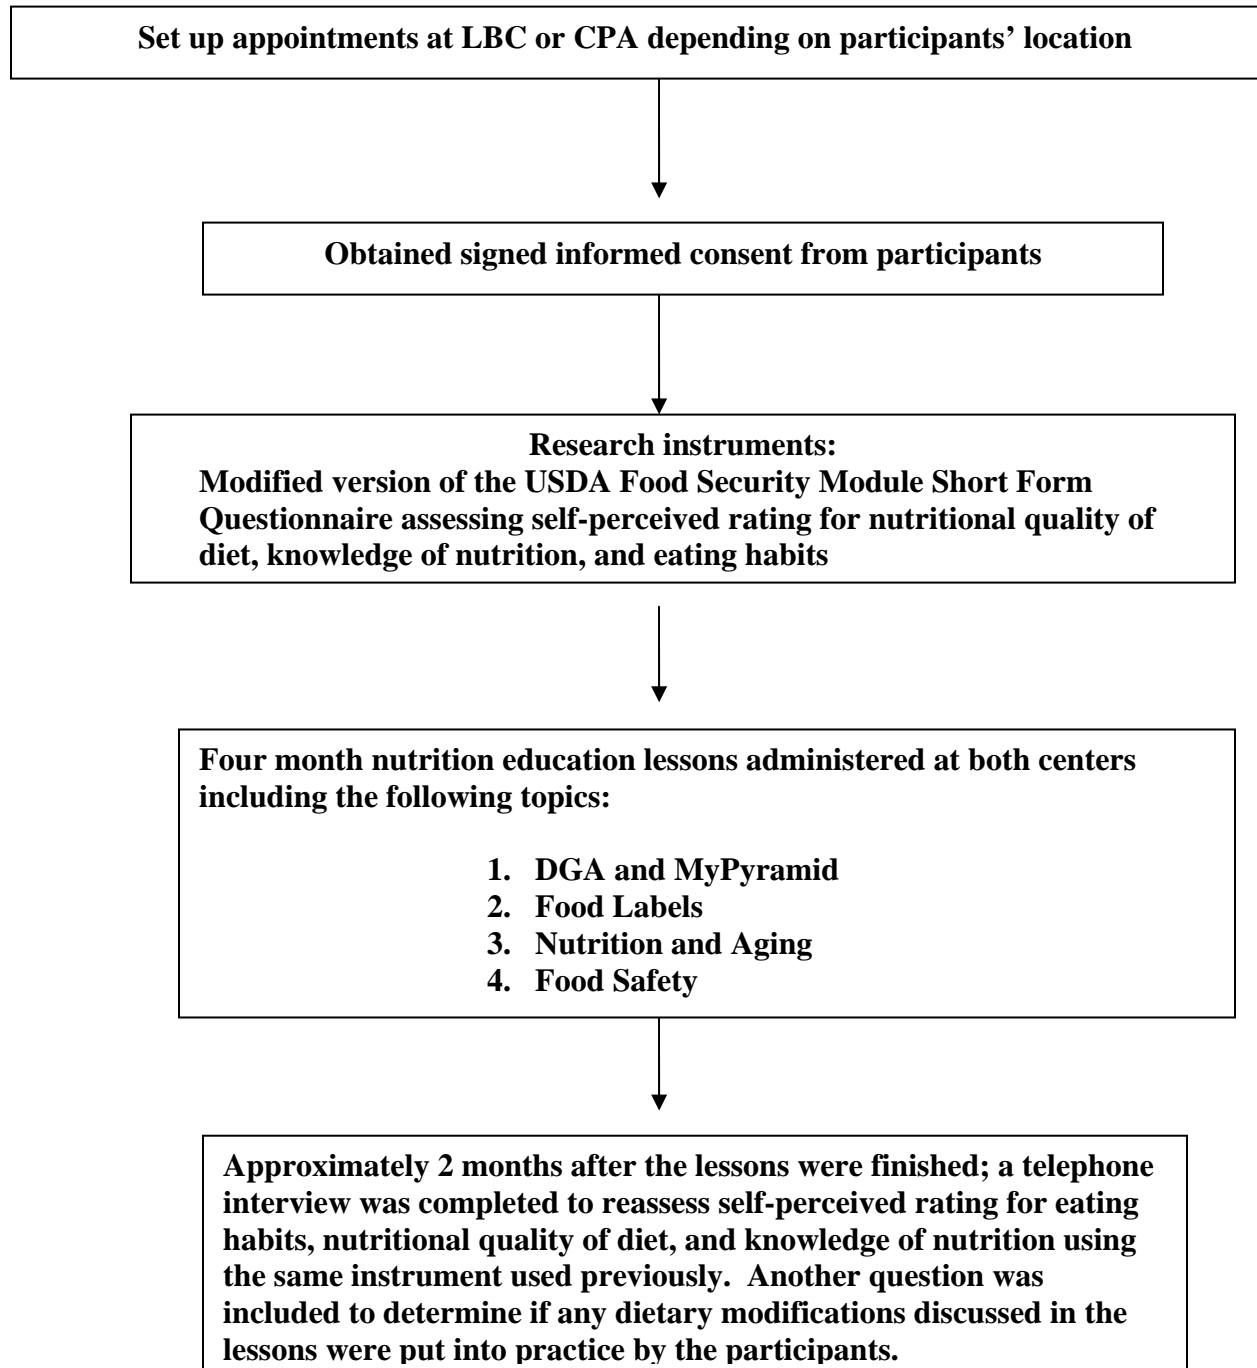 Set up appointments at LBC or CPA depending on participants’ location
Obtained signed informed consent from participants
Research instruments:
Modified version of the USDA Food Security Module Short Form
Questionnaire assessing self-perceived rating for nutritional quality of
diet, knowledge of nutrition, and eating habits
Four month nutrition education lessons administered at both centers
including the following topics:
1. DGA and MyPyramid
2. Food Labels
3. Nutrition and Aging
4. Food Safety
Approximately 2 months after the lessons were finished; a telephone
interview was completed to reassess self-perceived rating for eating
habits, nutritional quality of diet, and knowledge of nutrition using
the same instrument used previously.  Another question was
included to determine if any dietary modifications discussed in the
lessons were put into practice by the participants.